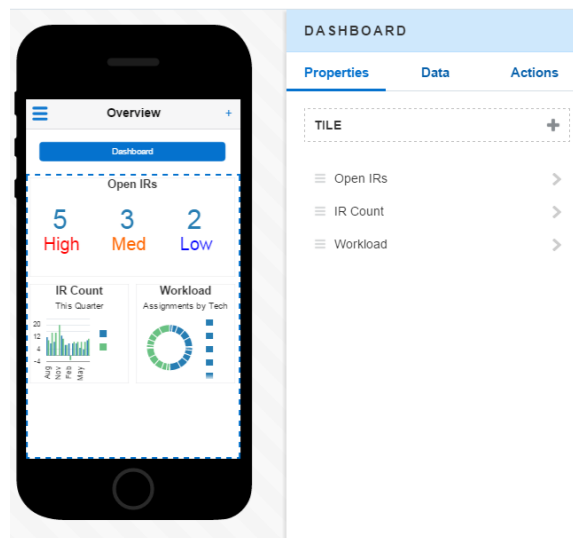 Overview +
Dashboard
Open IRs
5 3 2
High Med Low
IR Count
This Quarter
20
12
4
-4
Aug Nov Feb May
Workload
Assignments by Tech
DASHBOARD
Properties Data Actions
TILE
Open IRs
IR Count
Workload